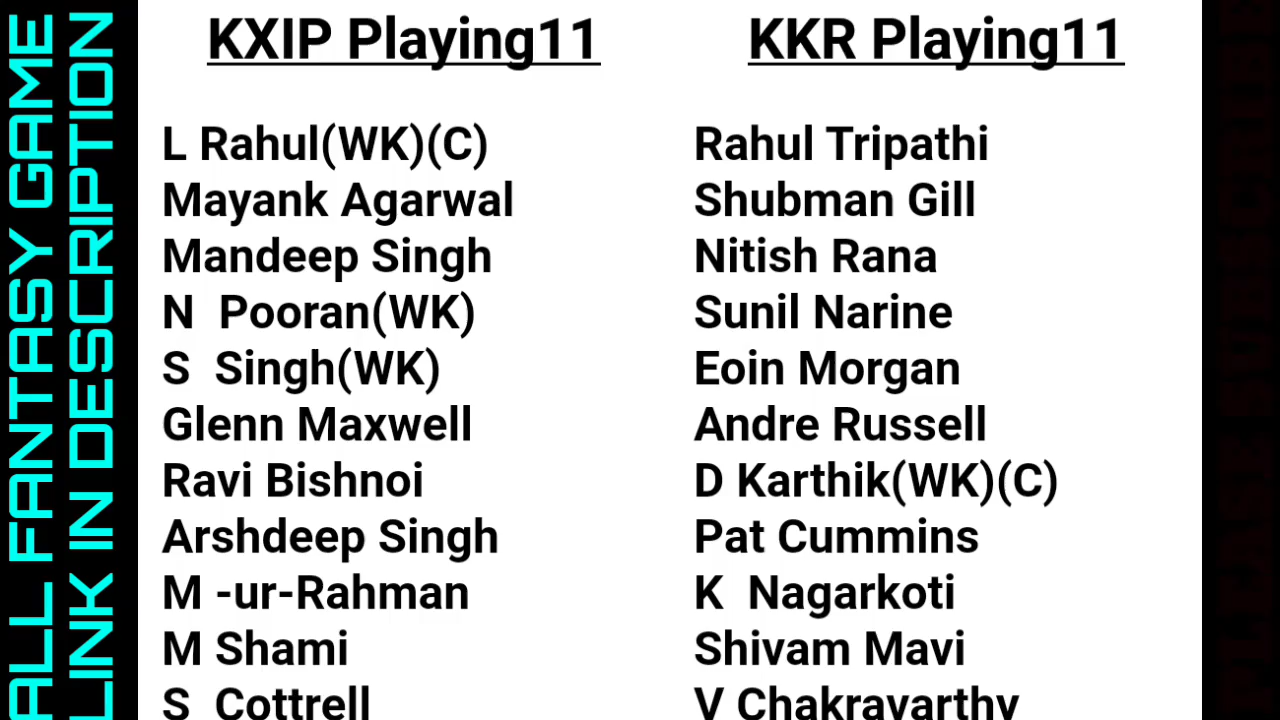 ALL FANTASY GAME
LINK IN DESCRIPTION
KXIP Playing11
L Rahul(WK)(C)
Mayank Agarwal
Mandeep Singh
N Pooran(WK)
S Singh(WK)
Glenn Maxwell
Ravi Bishnoi
Arshdeep Singh
M -ur-Rahman
M Shami
S Cottrell
KKR Playing11
Rahul Tripathi
Shubman Gill
Nitish Rana
Sunil Narine
Eoin Morgan
Andre Russell
D Karthik(WK)(C)
Pat Cummins
K Nagarkoti
Shivam Mavi
V Chakravarthy